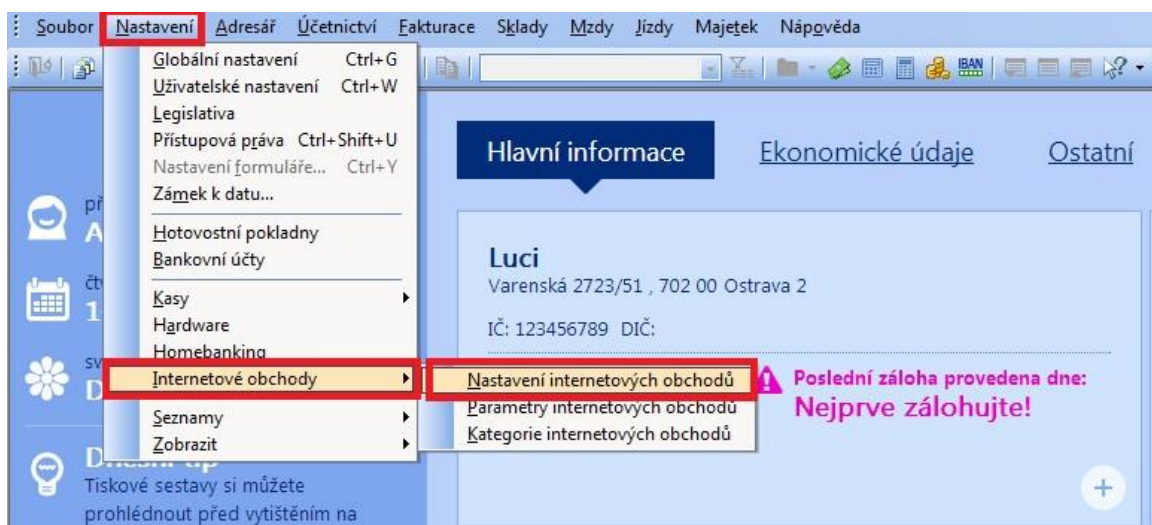 Soubor Nastavení Adresář Účetnictví Fakturace Sklady Mzdy Jízdy Majetek Nápověda
IBAN
Globální nastavení Ctrl+G
Uživatelské nastavení Ctrl+W
Legislativa
Přístupová práva Ctrl+Shift+U
Nastavení formuláře... Ctrl+Y
Zámek k datu...
Hotovostní pokladny
Bankovní účty
Kasy
Hardware
Homebanking
Internetové obchody
Seznamy
Zobrazit
Nastavení internetových obchodů
Parametry internetových obchodů
Kategorie internetových obchodů
Hlavní informace Ekonomické údaje Ostatní
Luci
Varenská 2723/51 , 702 00 Ostrava 2
IČ: 123456789 DIČ:
Poslední záloha provedena dne:
Nejprve zálohujte!
Tiskové sestavy si můžete
prohlédnout před vytištěním na